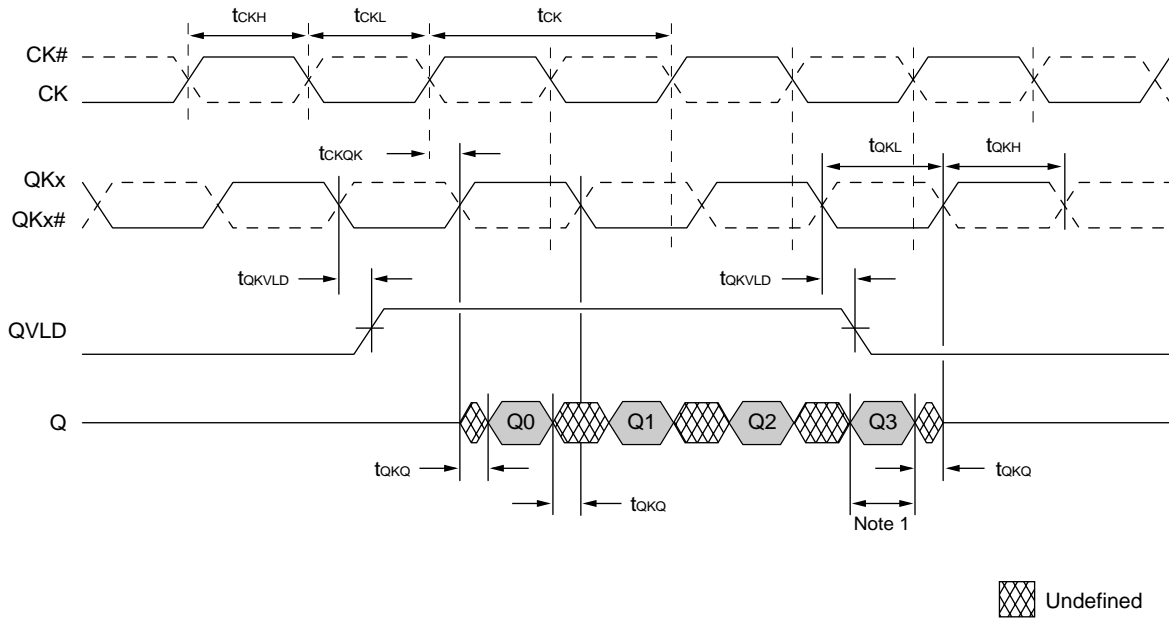 tCKH tCKL tCK
CK#
CK
tCKQK tQKL tQKH
QKx
QKx#
tQKVLD tQKVLD
QVLD
Q Q0 Q1 Q2 Q3
tQKQ tQKQ
tQKQ Note 1
Undefined